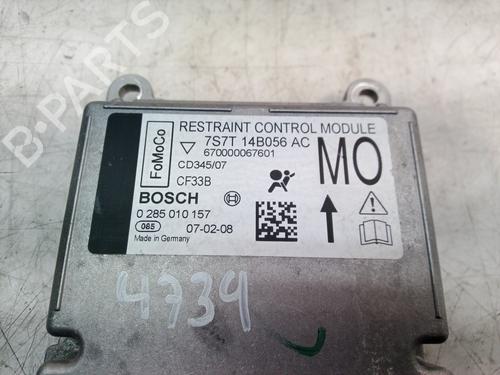 FoMoCo
RESTRAINT CONTROL MODULE
7S7T 14B056 AC
670000067601
CD345/07
CF33B
MO
BOSCH
0 285 010 157
085
07-02-08
Made in Germany
4739
B-PARTS